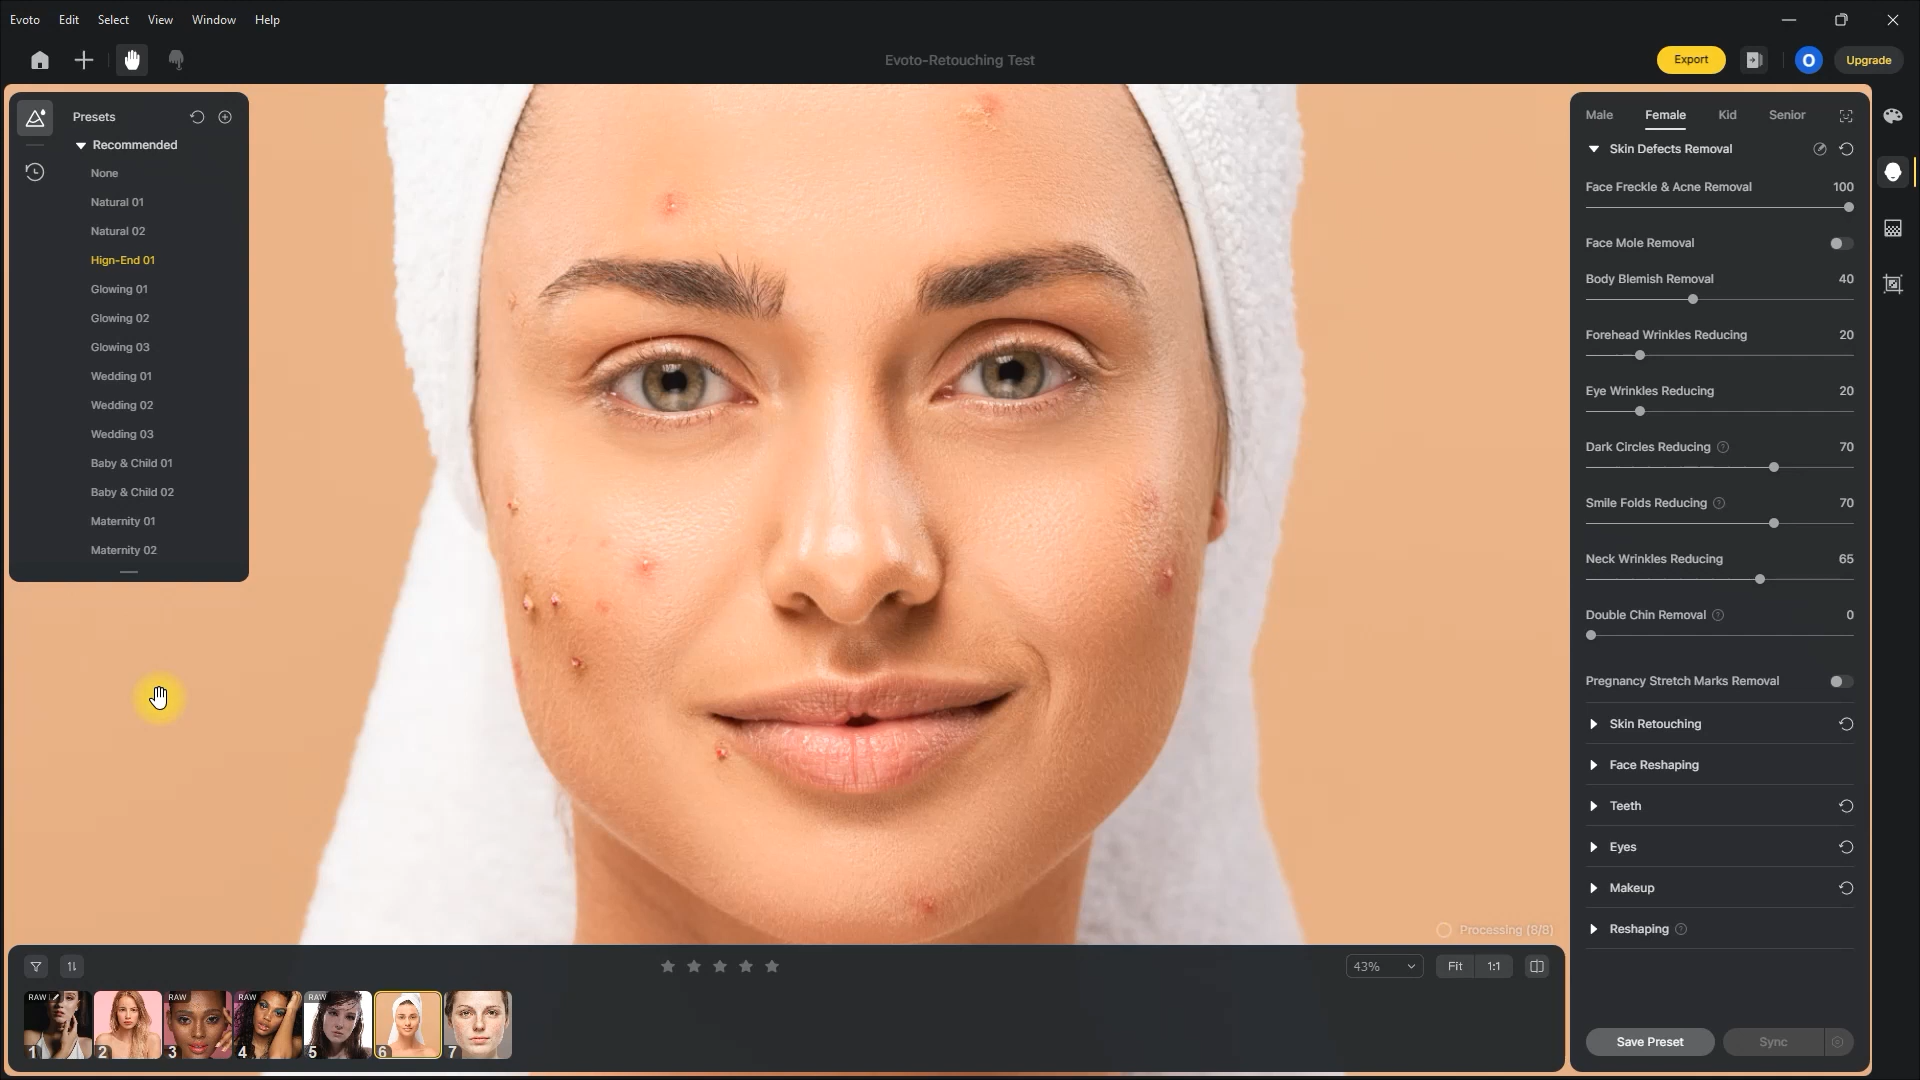 Evoto Edit Select View Window Help
Evoto-Retouching Test
Export
O
Upgrade
Presets
Recommended
None
Natural 01
Natural 02
Hign-End 01
Glowing 01
Glowing 02
Glowing 03
Wedding 01
Wedding 02
Wedding 03
Baby & Child 01
Baby & Child 02
Maternity 01
Maternity 02
Male Female Kid Senior
Skin Defects Removal
Face Freckle & Acne Removal 100
Face Mole Removal
Body Blemish Removal 40
Forehead Wrinkles Reducing 20
Eye Wrinkles Reducing 20
Dark Circles Reducing ? 70
Smile Folds Reducing ? 70
Neck Wrinkles Reducing 65
Double Chin Removal ? 0
Pregnancy Stretch Marks Removal
Skin Retouching
Face Reshaping
Teeth
Eyes
Makeup
Reshaping ?
Save Preset Sync
Processing (8/8)
43% Fit 1:1
RAW RAW RAW RAW
1 2 3 4 5 6 7